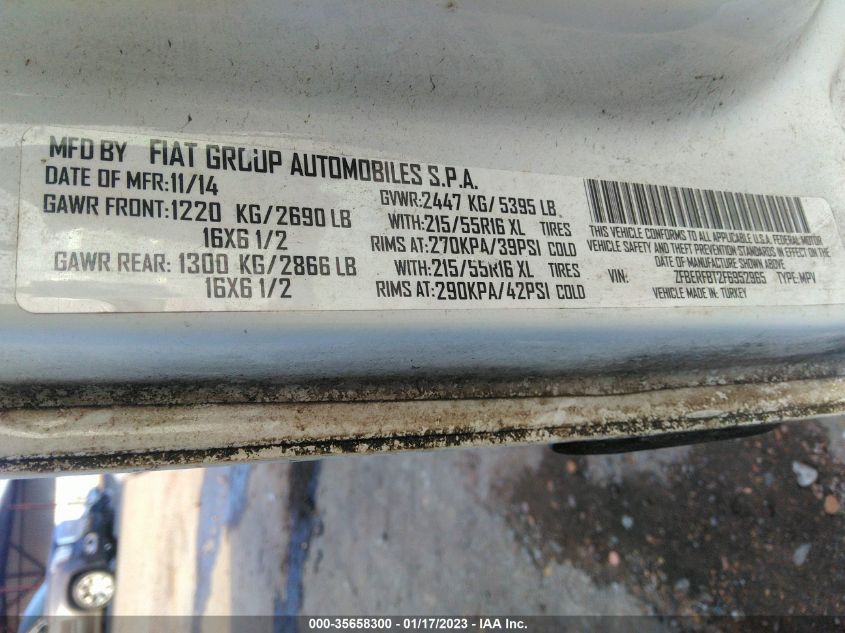 MFD BY FIAT GROUP AUTOMOBILES S.P.A.
DATE OF MFR:11/14 GVWR:2447 KG/5395 LB
GAWR FRONT:1220 KG/2690 LB WITH:215/55R16 XL TIRES
16X6 1/2 RIMS AT:270KPA/39PSI COLD
GAWR REAR: 1300 KG/2866 LB WITH:215/55R16 XL TIRES
16X6 1/2 RIMS AT:290KPA/42PSI COLD
THIS VEHICLE CONFORMS TO ALL APPLICABLE U.S.A. FEDERAL MOTOR
VEHICLE SAFETY AND THEFT PREVENTION STANDARDS IN EFFECT ON THE
DATE OF MANUFACTURE SHOWN ABOVE.
VIN: ZFBERFBT2F6952965 TYPE:MPV
VEHICLE MADE IN: TURKEY
000-35658300 - 01/17/2023 - IAA Inc.